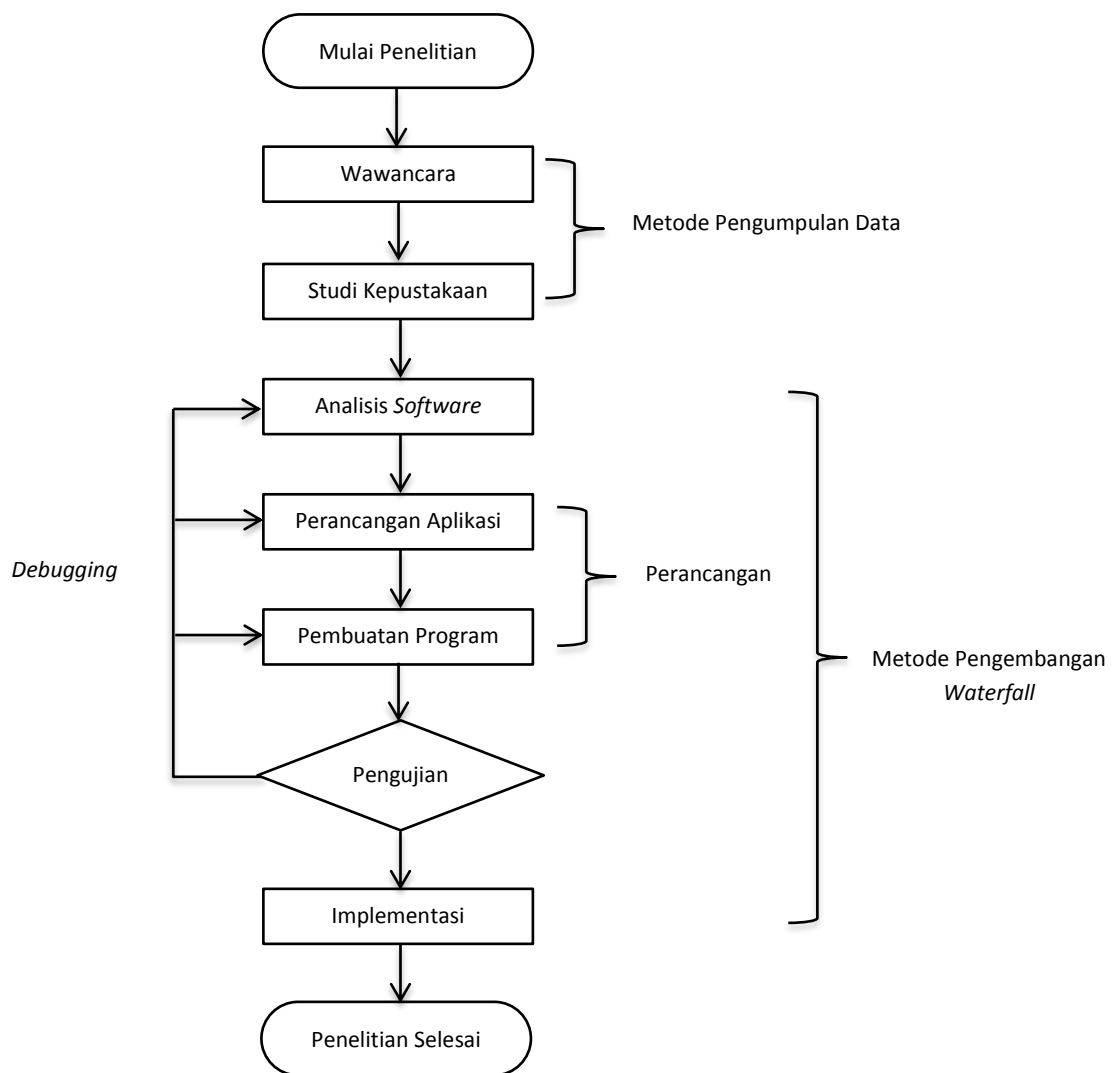 Mulai Penelitian
Wawancara
Metode Pengumpulan Data
Studi Kepustakaan
Analisis Software
Perancangan Aplikasi
Debugging
Perancangan
Pembuatan Program
Metode Pengembangan
Waterfall
Pengujian
Implementasi
Penelitian Selesai